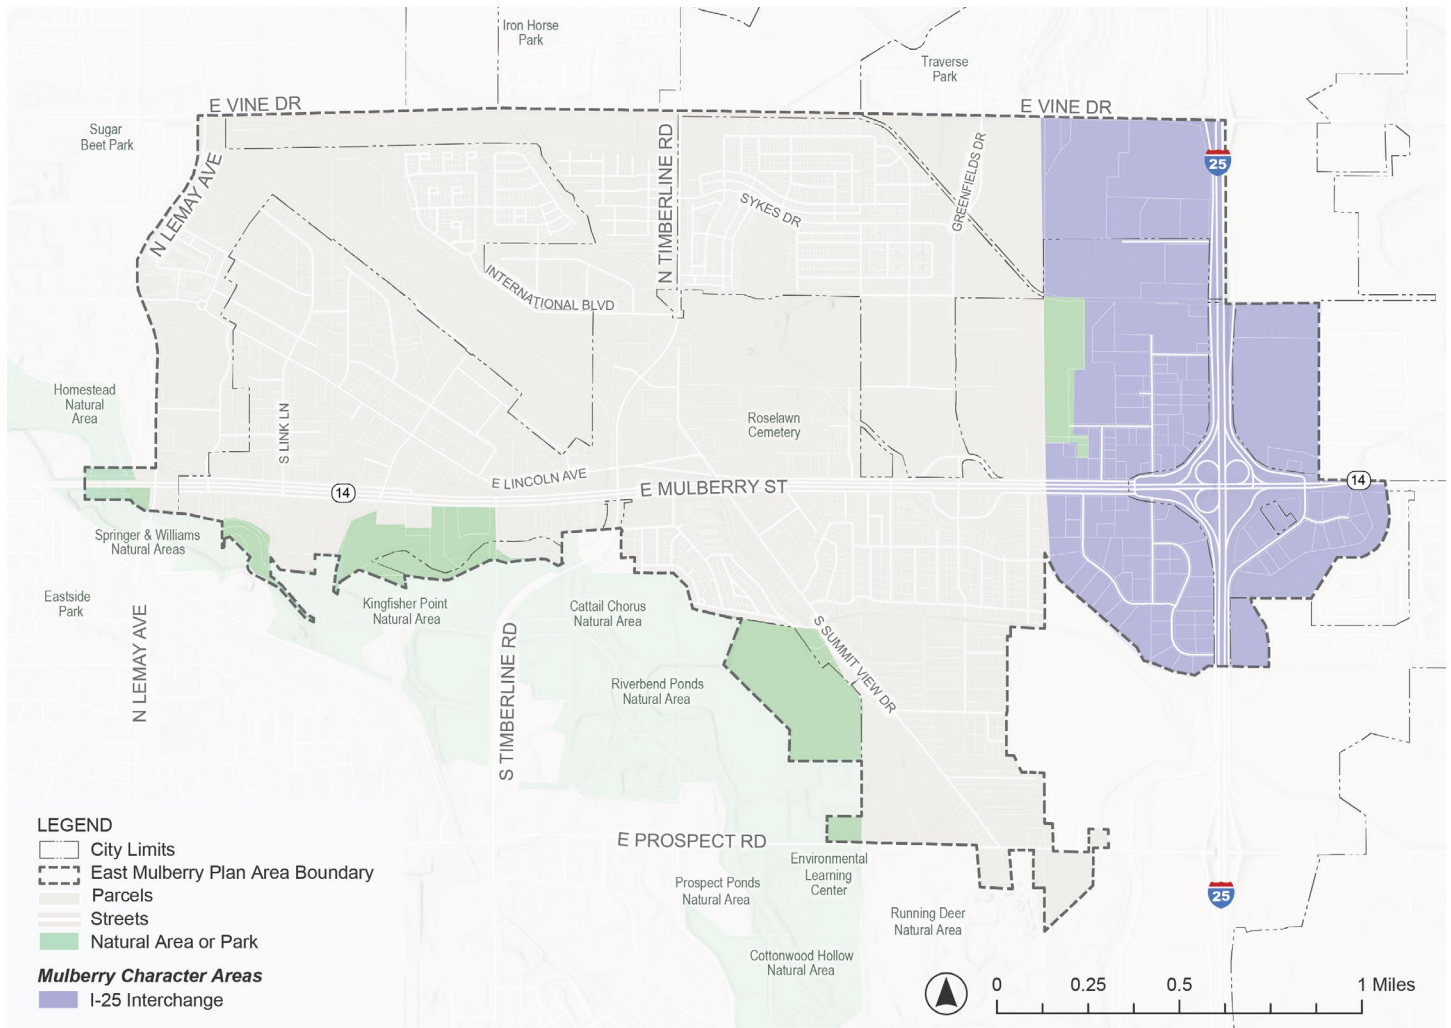 Iron Horse
Park
Traverse
Park
E VINE DR
E VINE DR
Sugar
Beet Park
N LEMAY AVE
N TIMBERLINE RD
GREENFIELDS DR
25
SYKES DR
INTERNATIONAL BLVD
Homestead
Natural
Area
S LINK LN
Roselawn
Cemetery
E LINCOLN AVE
14
E MULBERRY ST
14
Springer & Williams
Natural Areas
Eastside
Park
Kingfisher Point
Natural Area
Cattail Chorus
Natural Area
N LEMAY AVE
S TIMBERLINE RD
S SUMMIT VIEW DR
Riverbend Ponds
Natural Area
E PROSPECT RD
Environmental
Learning
Center
Prospect Ponds
Natural Area
25
Running Deer
Natural Area
Cottonwood Hollow
Natural Area
LEGEND
City Limits
East Mulberry Plan Area Boundary
Parcels
Streets
Natural Area or Park
Mulberry Character Areas
I-25 Interchange
0 0.25 0.5 1 Miles